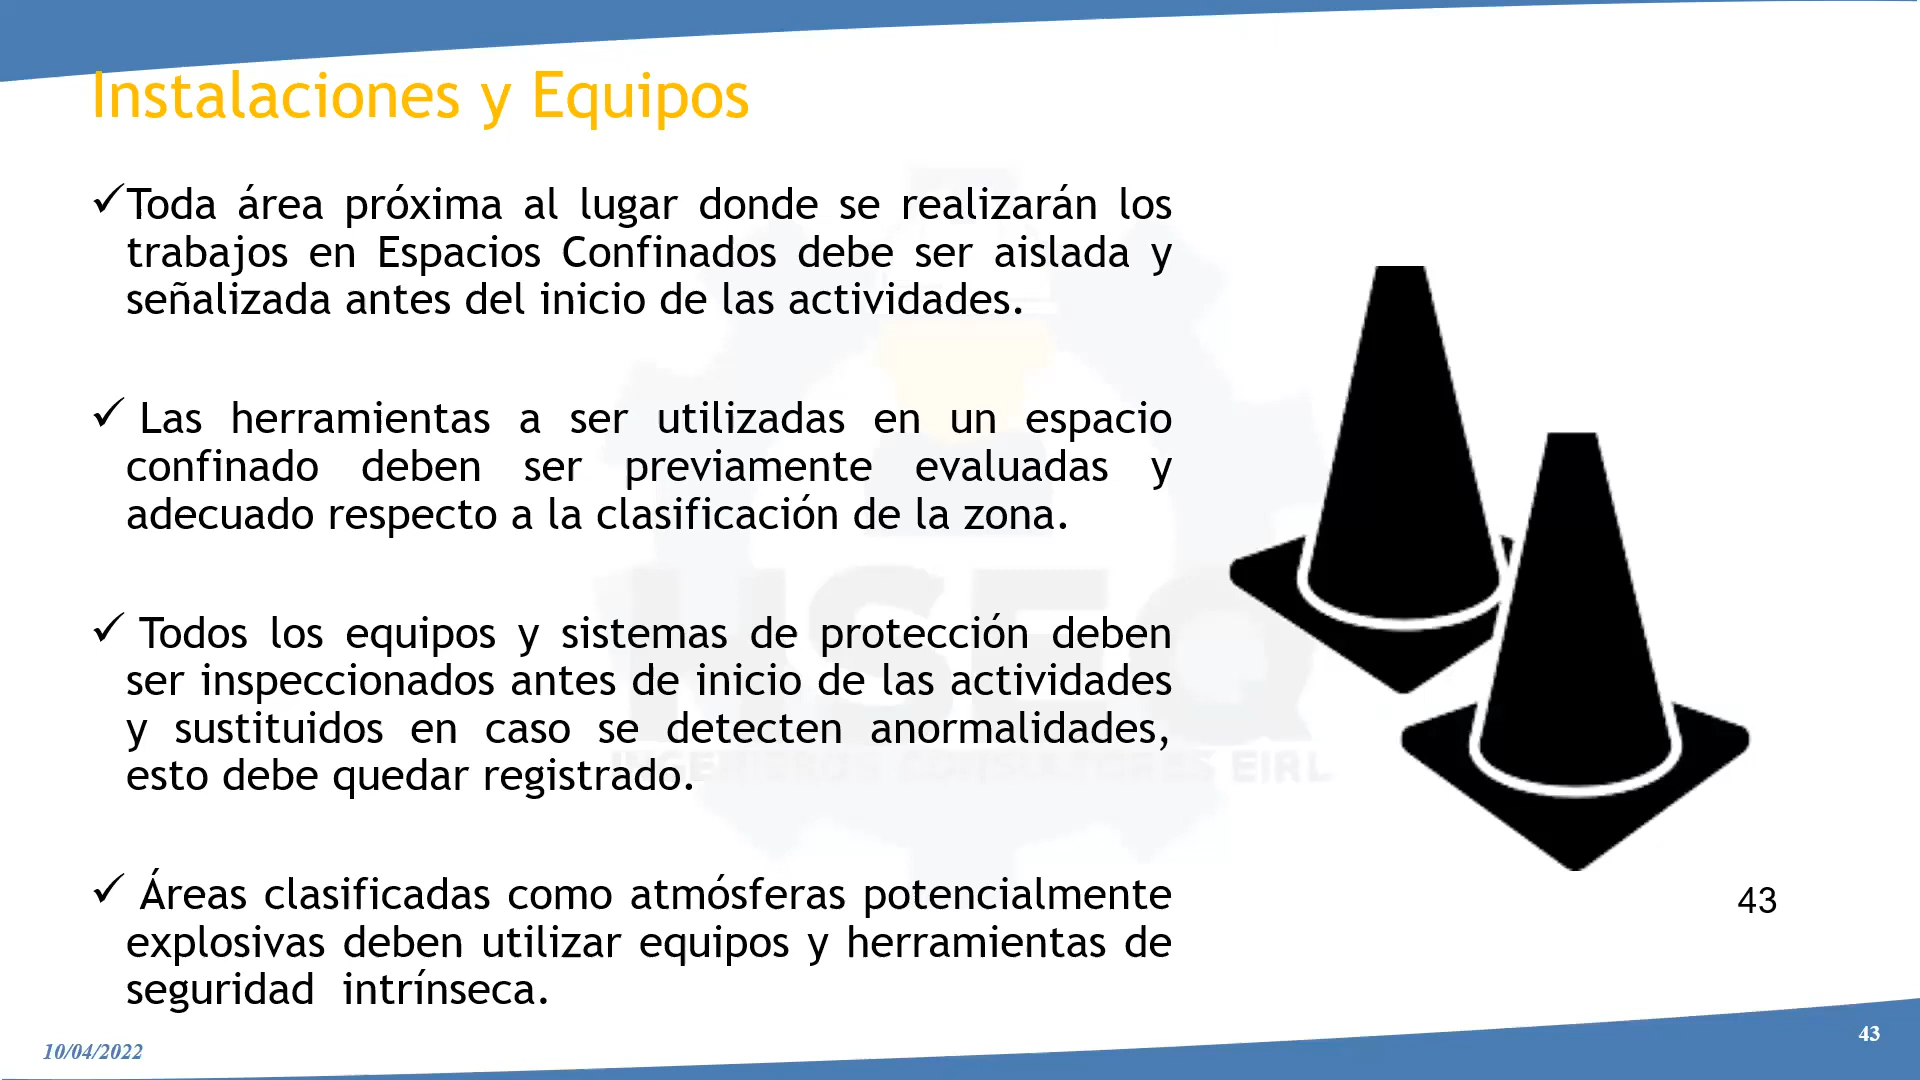 Instalaciones y Equipos
✓Toda área próxima al lugar donde se realizarán los
trabajos en Espacios Confinados debe ser aislada y
señalizada antes del inicio de las actividades.
✓ Las herramientas a ser utilizadas en un espacio
confinado deben ser previamente evaluadas y
adecuado respecto a la clasificación de la zona.
✓ Todos los equipos y sistemas de protección deben
ser inspeccionados antes de inicio de las actividades
y sustituidos en caso se detecten anormalidades,
esto debe quedar registrado.
✓ Áreas clasificadas como atmósferas potencialmente
explosivas deben utilizar equipos y herramientas de
seguridad intrínseca.
HSEQ
INGENIEROS CONSULTORES EIRL
43
10/04/2022
43